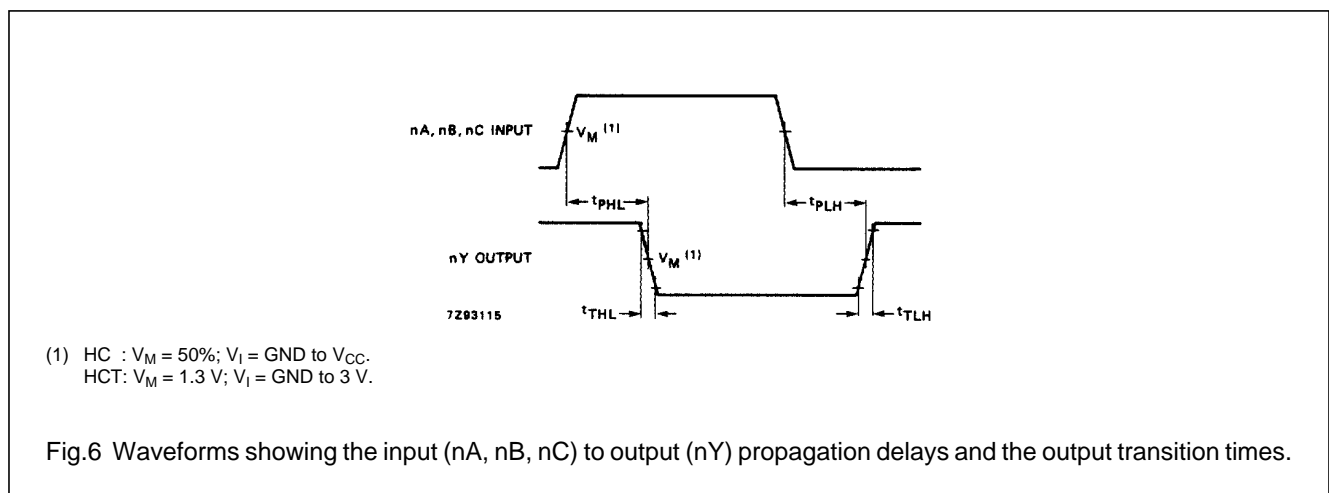 nA, nB, nC INPUT
VM (1)
tPHL
tPLH
nY OUTPUT
VM (1)
7Z93115
tTHL
tTLH
(1) HC : VM = 50%; VI = GND to VCC.
HCT: VM = 1.3 V; VI = GND to 3 V.
Fig.6 Waveforms showing the input (nA, nB, nC) to output (nY) propagation delays and the output transition times.